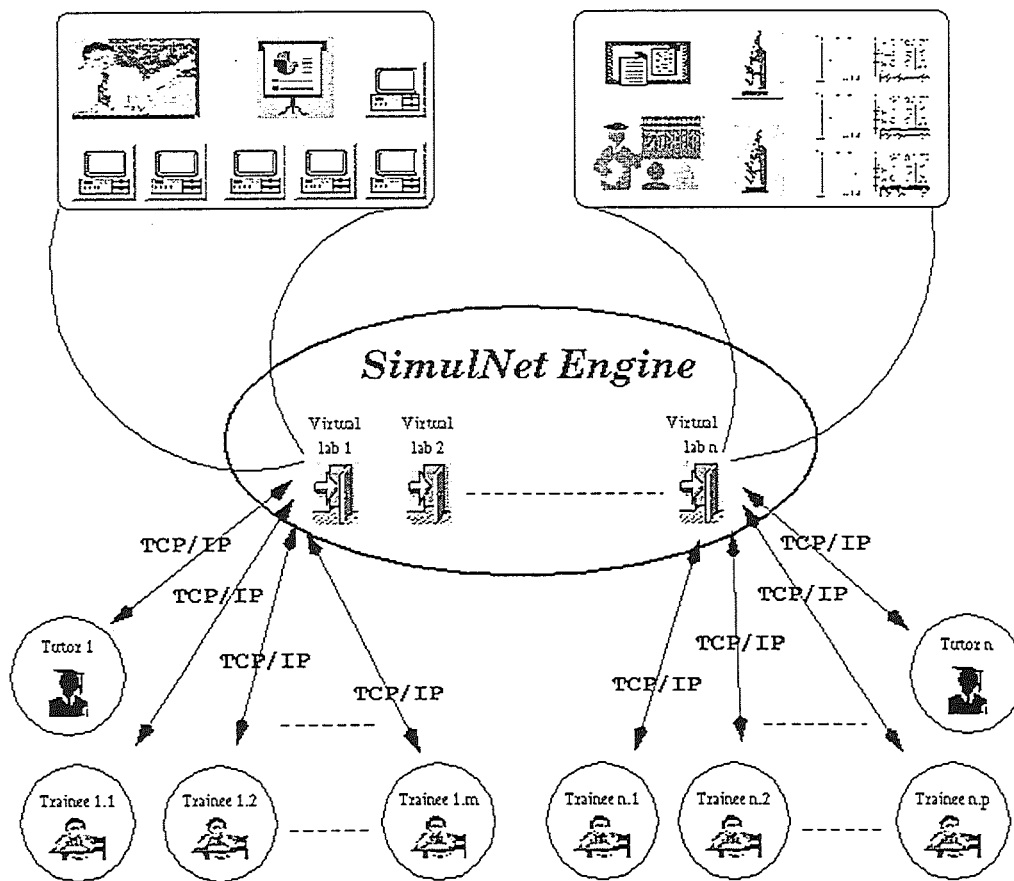 SimulNet Engine
Virtual
lab 1
Virtual
lab 2
Virtual
lab n
TCP/IP
TCP/IP
TCP/IP
TCP/IP
TCP/IP
TCP/IP
TCP/IP
Tutor 1
Tutor n
Trainee 1.1
Trainee 1.2
Trainee 1.m
Trainee n.1
Trainee n.2
Trainee n.p